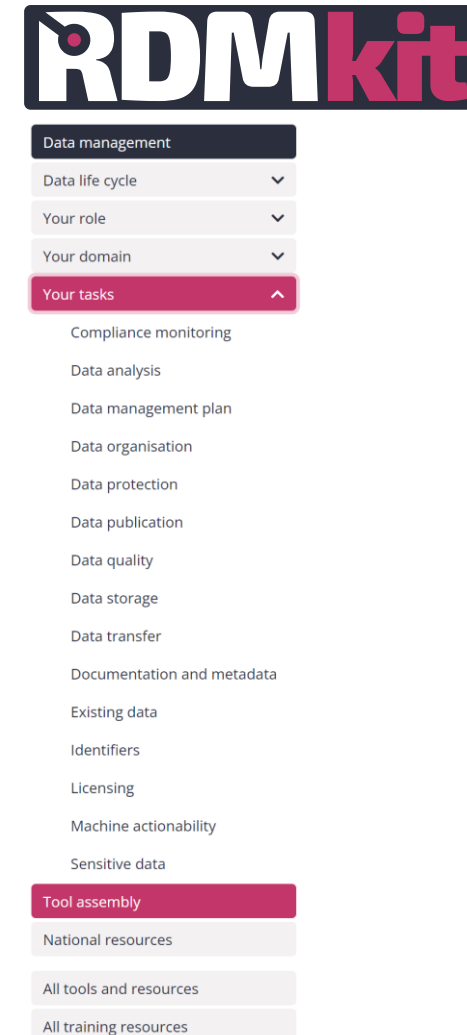 RDMkit
Data management
Data life cycle
Your role
Your domain
Your tasks
Compliance monitoring
Data analysis
Data management plan
Data organisation
Data protection
Data publication
Data quality
Data storage
Data transfer
Documentation and metadata
Existing data
Identifiers
Licensing
Machine actionability
Sensitive data
Tool assembly
National resources
All tools and resources
All training resources